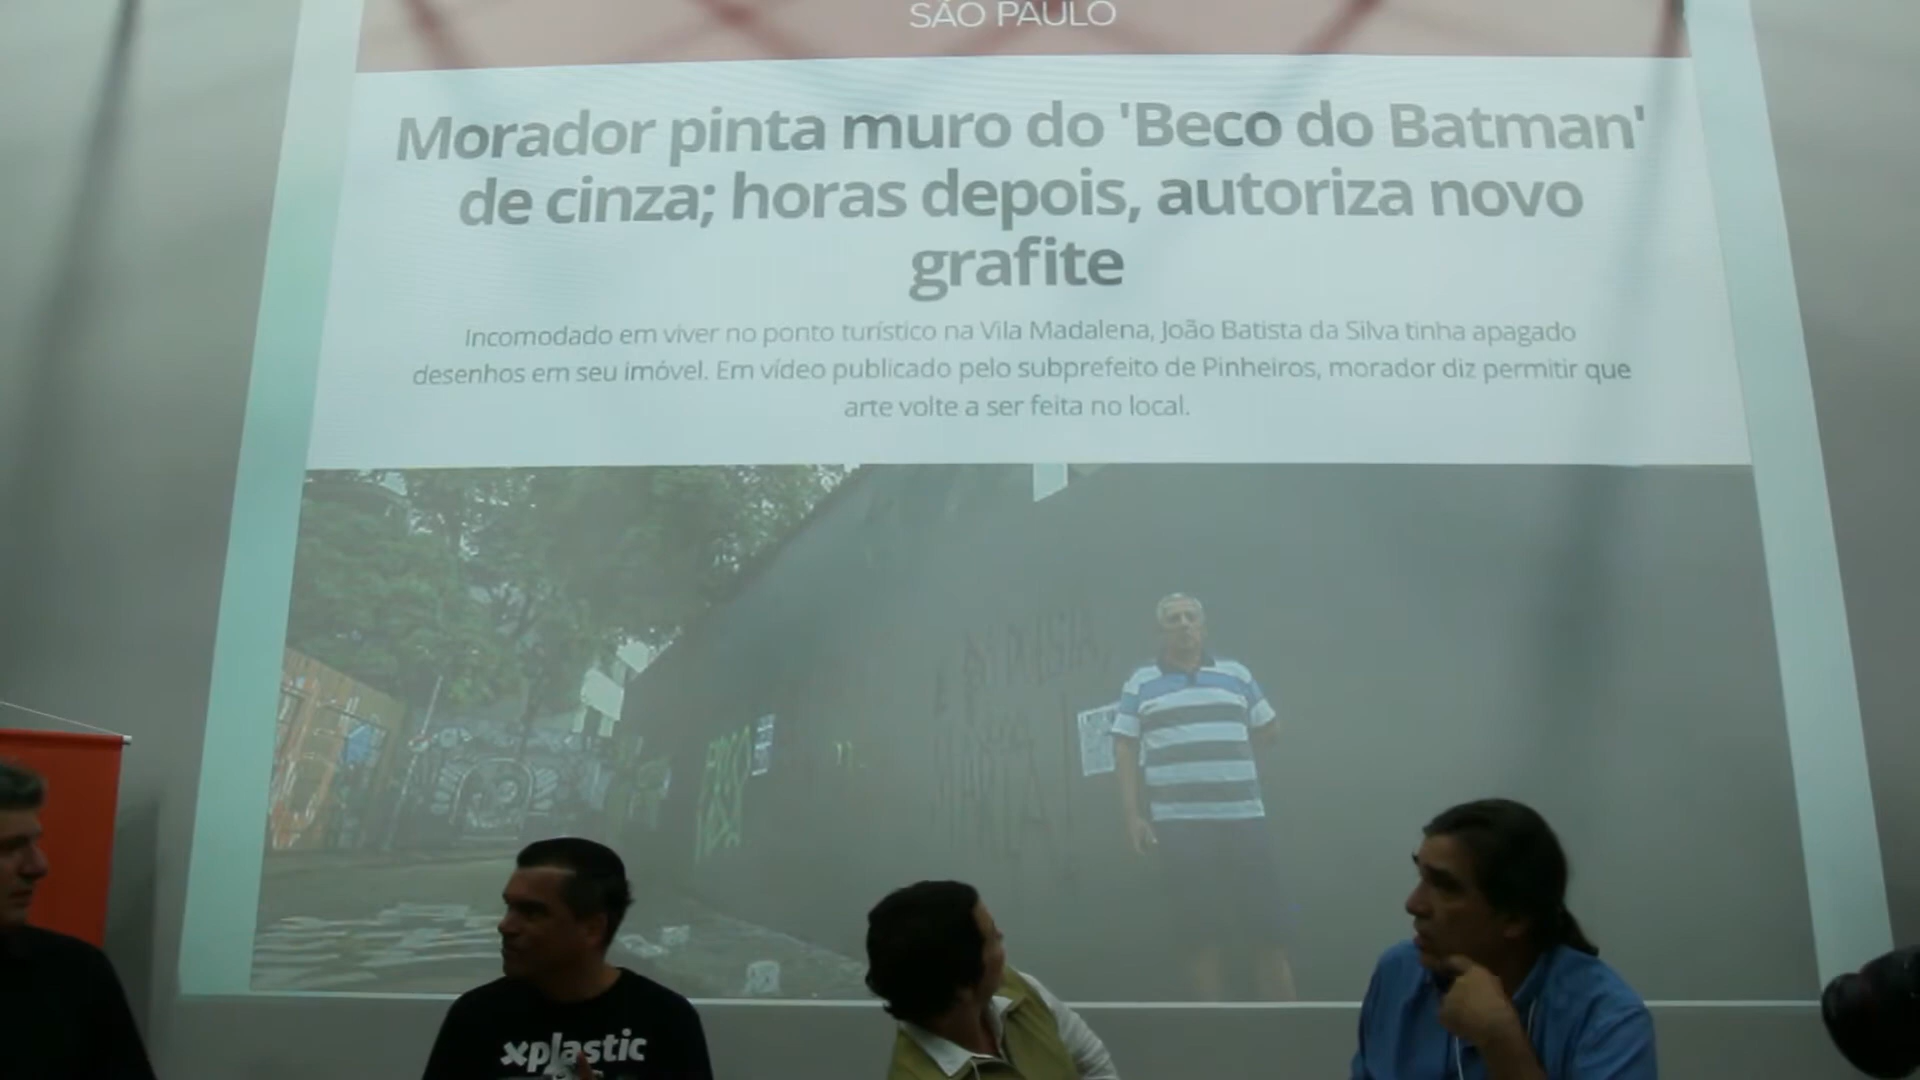 SÃO PAULO
Morador pinta muro do 'Beco do Batman'
de cinza; horas depois, autoriza novo
grafite
Incomodado em viver no ponto turístico na Vila Madalena, João Batista da Silva tinha apagado
desenhos em seu imóvel. Em vídeo publicado pelo subprefeito de Pinheiros, morador diz permitir que
arte volte a ser feita no local.
xplastic